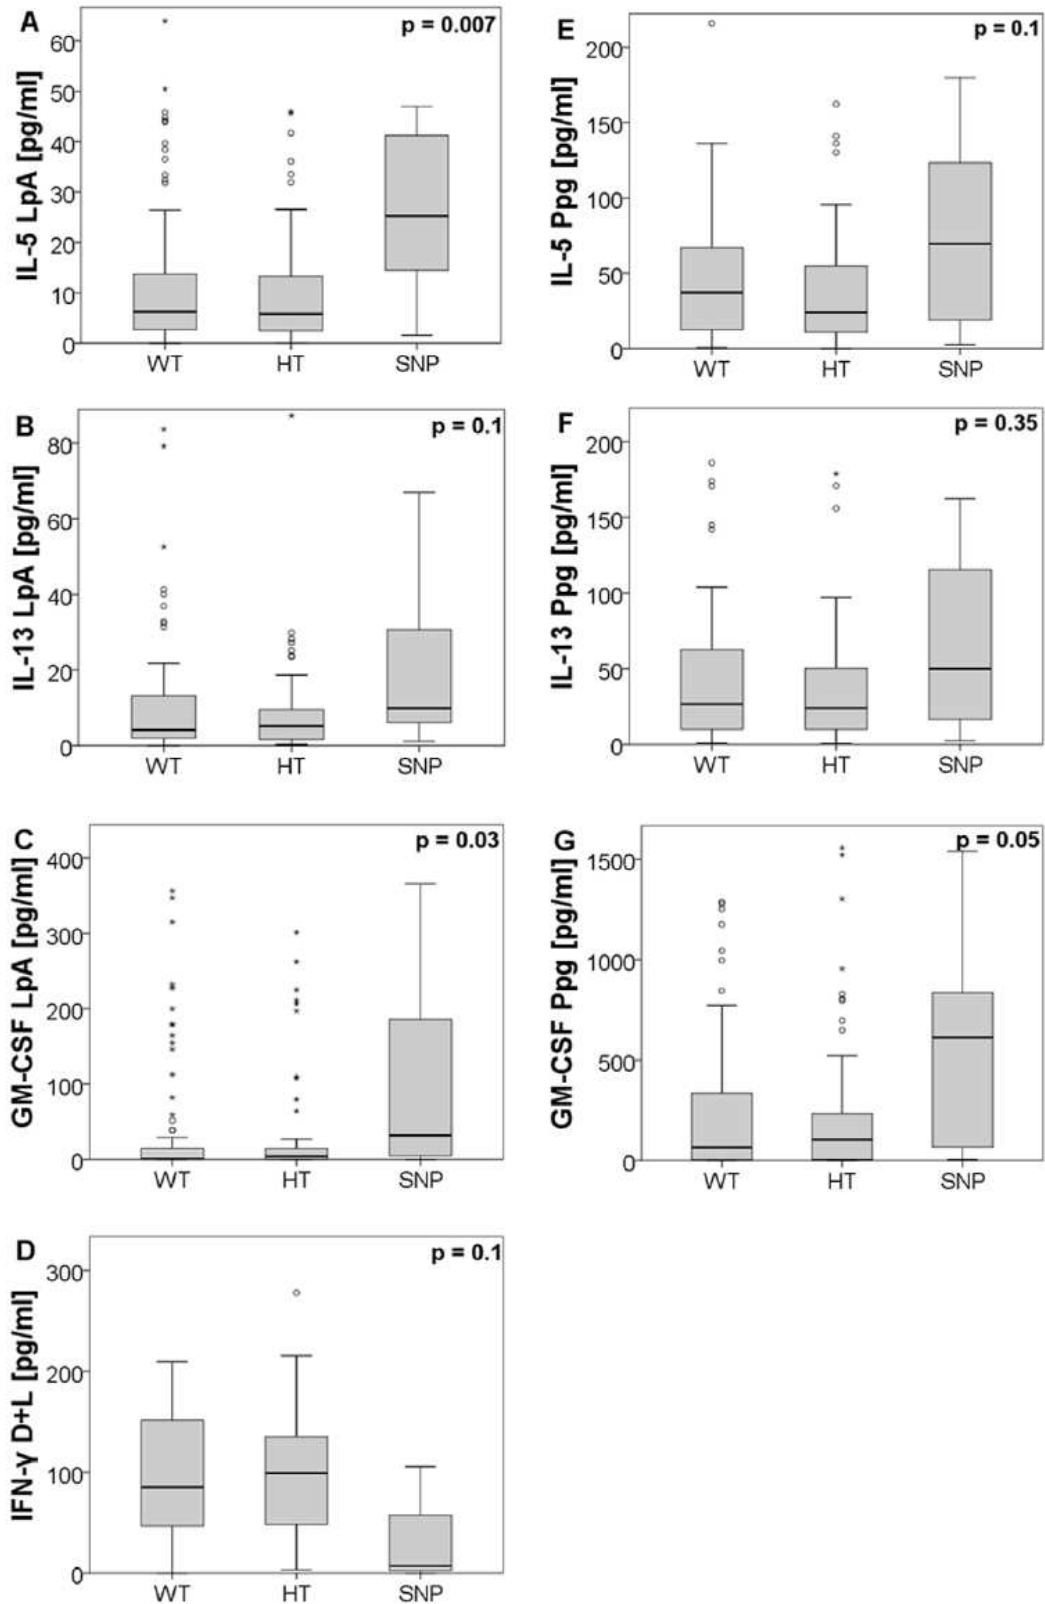 A
p = 0.007
IL-5 LpA [pg/ml]
60
50
40
30
20
10
0
WT HT SNP
E
p = 0.1
IL-5 Ppg [pg/ml]
200
150
100
50
0
WT HT SNP
B
p = 0.1
IL-13 LpA [pg/ml]
80
60
40
20
0
WT HT SNP
F
p = 0.35
IL-13 Ppg [pg/ml]
200
150
100
50
0
WT HT SNP
C
p = 0.03
GM-CSF LpA [pg/ml]
400
300
200
100
0
WT HT SNP
G
p = 0.05
GM-CSF Ppg [pg/ml]
1500
1000
500
0
WT HT SNP
D
p = 0.1
IFN-γ D+L [pg/ml]
300
200
100
0
WT HT SNP